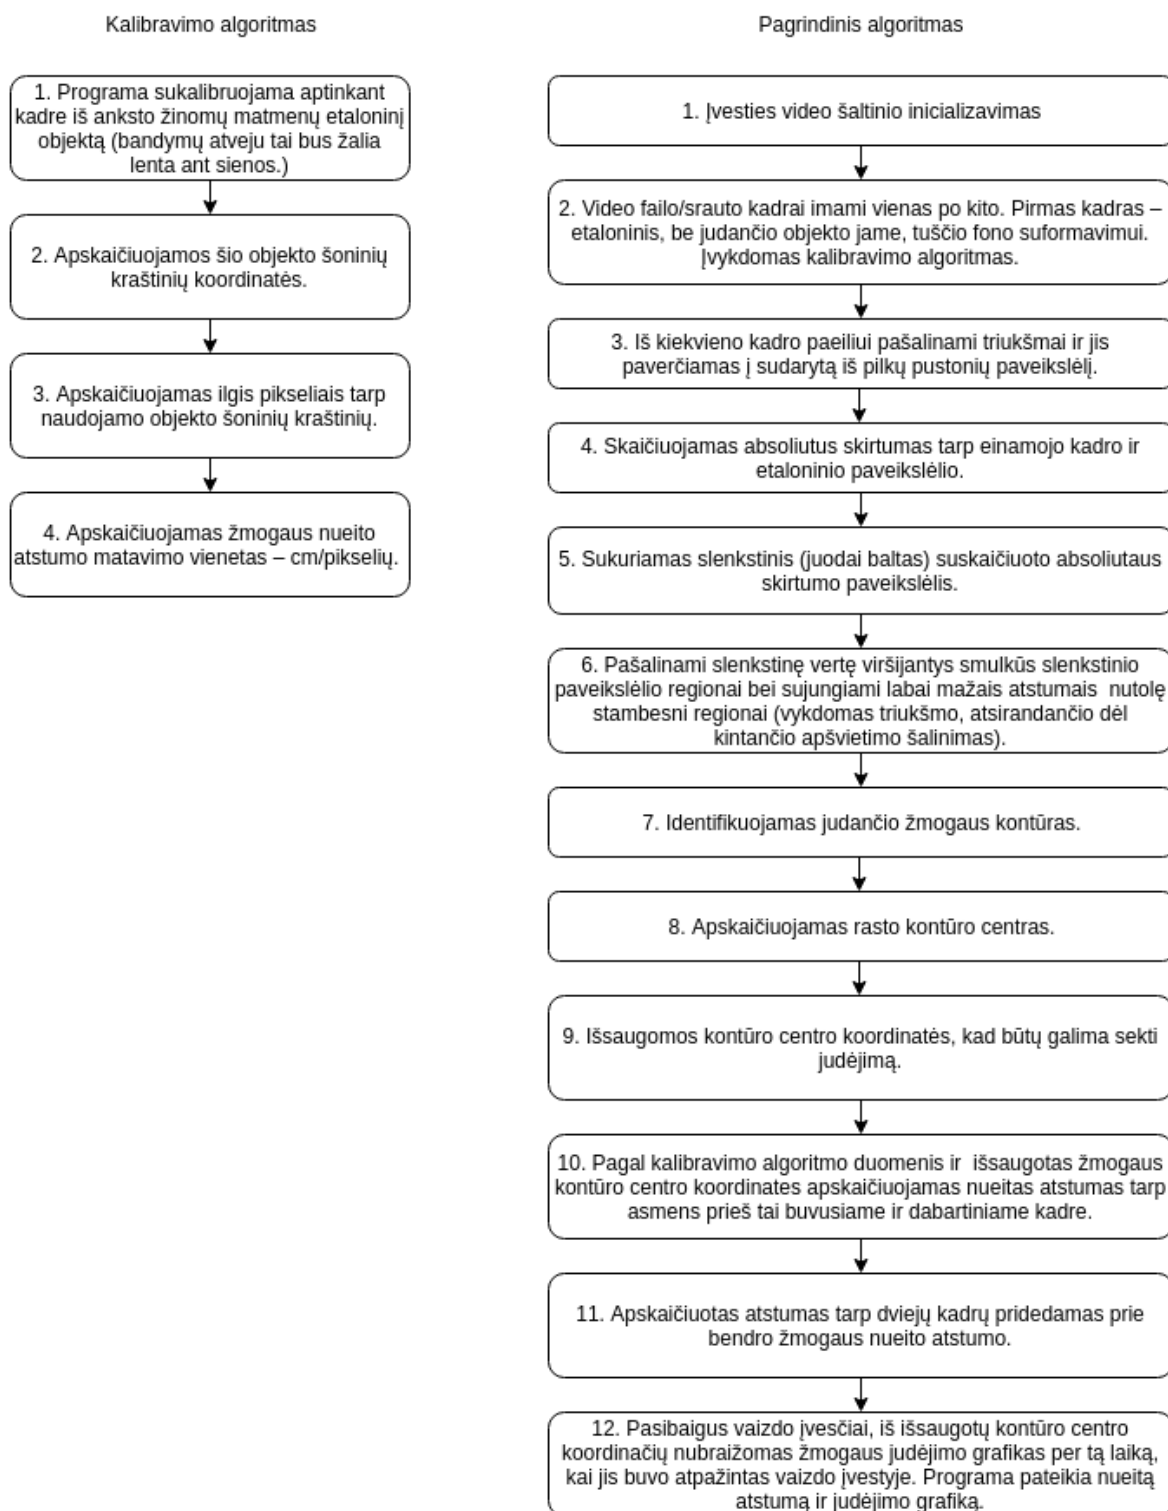 Kalibravimo algoritmas
1. Programa sukalibruojama aptinkant
kadre iš anksto žinomų matmenų etaloninį
objektą (bandymų atveju tai bus žalia
lenta ant sienos.)
2. Apskaičiuojamos šio objekto šoninių
kraštinių koordinatės.
3. Apskaičiuojamas ilgis pikseliais tarp
naudojamo objekto šoninių kraštinių.
4. Apskaičiuojamas žmogaus nueito
atstumo matavimo vienetas – cm/pikselių.
Pagrindinis algoritmas
1. Įvesties video šaltinio inicializavimas
2. Video failo/srauto kadrai imami vienas po kito. Pirmas kadras –
etaloninis, be judančio objekto jame, tuščio fono suformavimui.
Įvykdomas kalibravimo algoritmas.
3. Iš kiekvieno kadro paeiliui pašalinami triukšmai ir jis
paverčiamas į sudarytą iš pilkų pustonių paveikslėlį.
4. Skaičiuojamas absoliutus skirtumas tarp einamojo kadro ir
etaloninio paveikslėlio.
5. Sukuriamas slenkstinis (juodai baltas) suskaičiuoto absoliutaus
skirtumo paveikslėlis.
6. Pašalinami slenkstinę vertę viršijantys smulkūs slenkstinio
paveikslėlio regionai bei sujungiami labai mažais atstumais  nutolę
stambesni regionai (vykdomas triukšmo, atsirandančio dėl
kintančio apšvietimo šalinimas).
7. Identifikuojamas judančio žmogaus kontūras.
8. Apskaičiuojamas rasto kontūro centras.
9. Išsaugomos kontūro centro koordinatės, kad būtų galima sekti
judėjimą.
10. Pagal kalibravimo algoritmo duomenis ir  išsaugotas žmogaus
kontūro centro koordinates apskaičiuojamas nueitas atstumas tarp
asmens prieš tai buvusiame ir dabartiniame kadre.
11. Apskaičiuotas atstumas tarp dviejų kadrų pridedamas prie
bendro žmogaus nueito atstumo.
12. Pasibaigus vaizdo įvesčiai, iš išsaugotų kontūro centro
koordinačių nubraižomas žmogaus judėjimo grafikas per tą laiką,
kai jis buvo atpažintas vaizdo įvestyje. Programa pateikia nueitą
atstumą ir judėjimo grafiką.